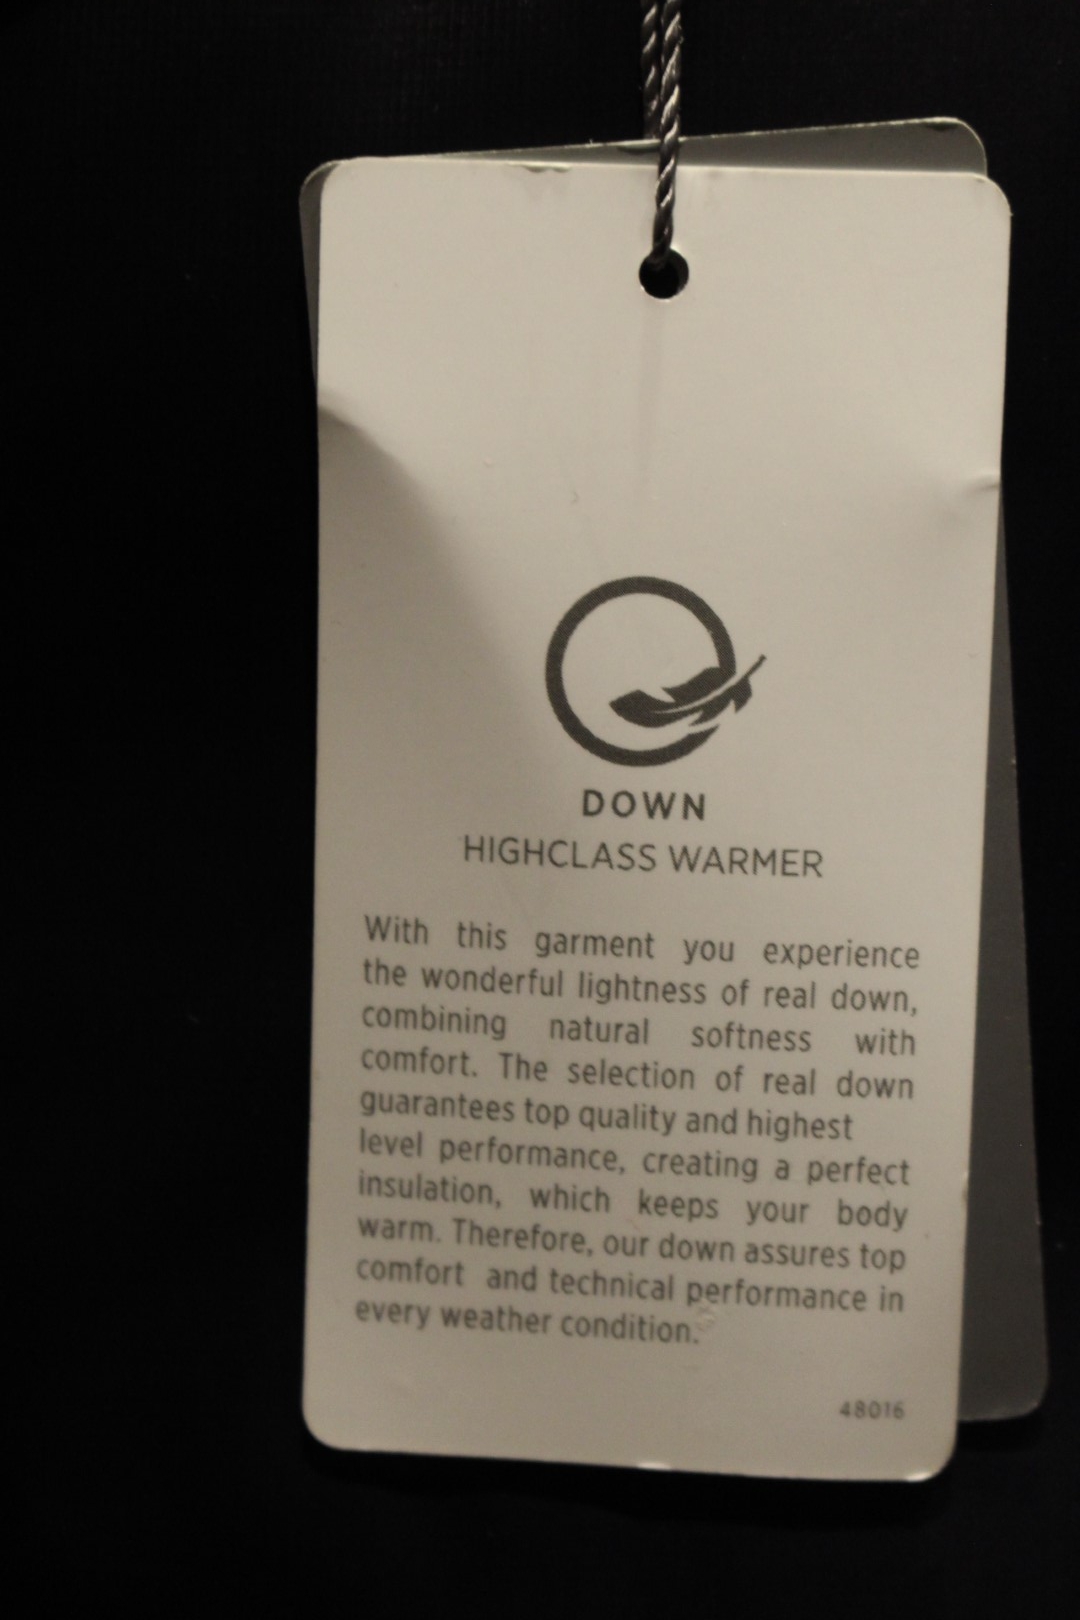 DOWN
HIGHCLASS WARMER
With this garment you experience
the wonderful lightness of real down,
combining natural softness with
comfort. The selection of real down
guarantees top quality and highest
level performance, creating a perfect
insulation, which keeps your body
warm. Therefore, our down assures top
comfort and technical performance in
every weather condition.
48016